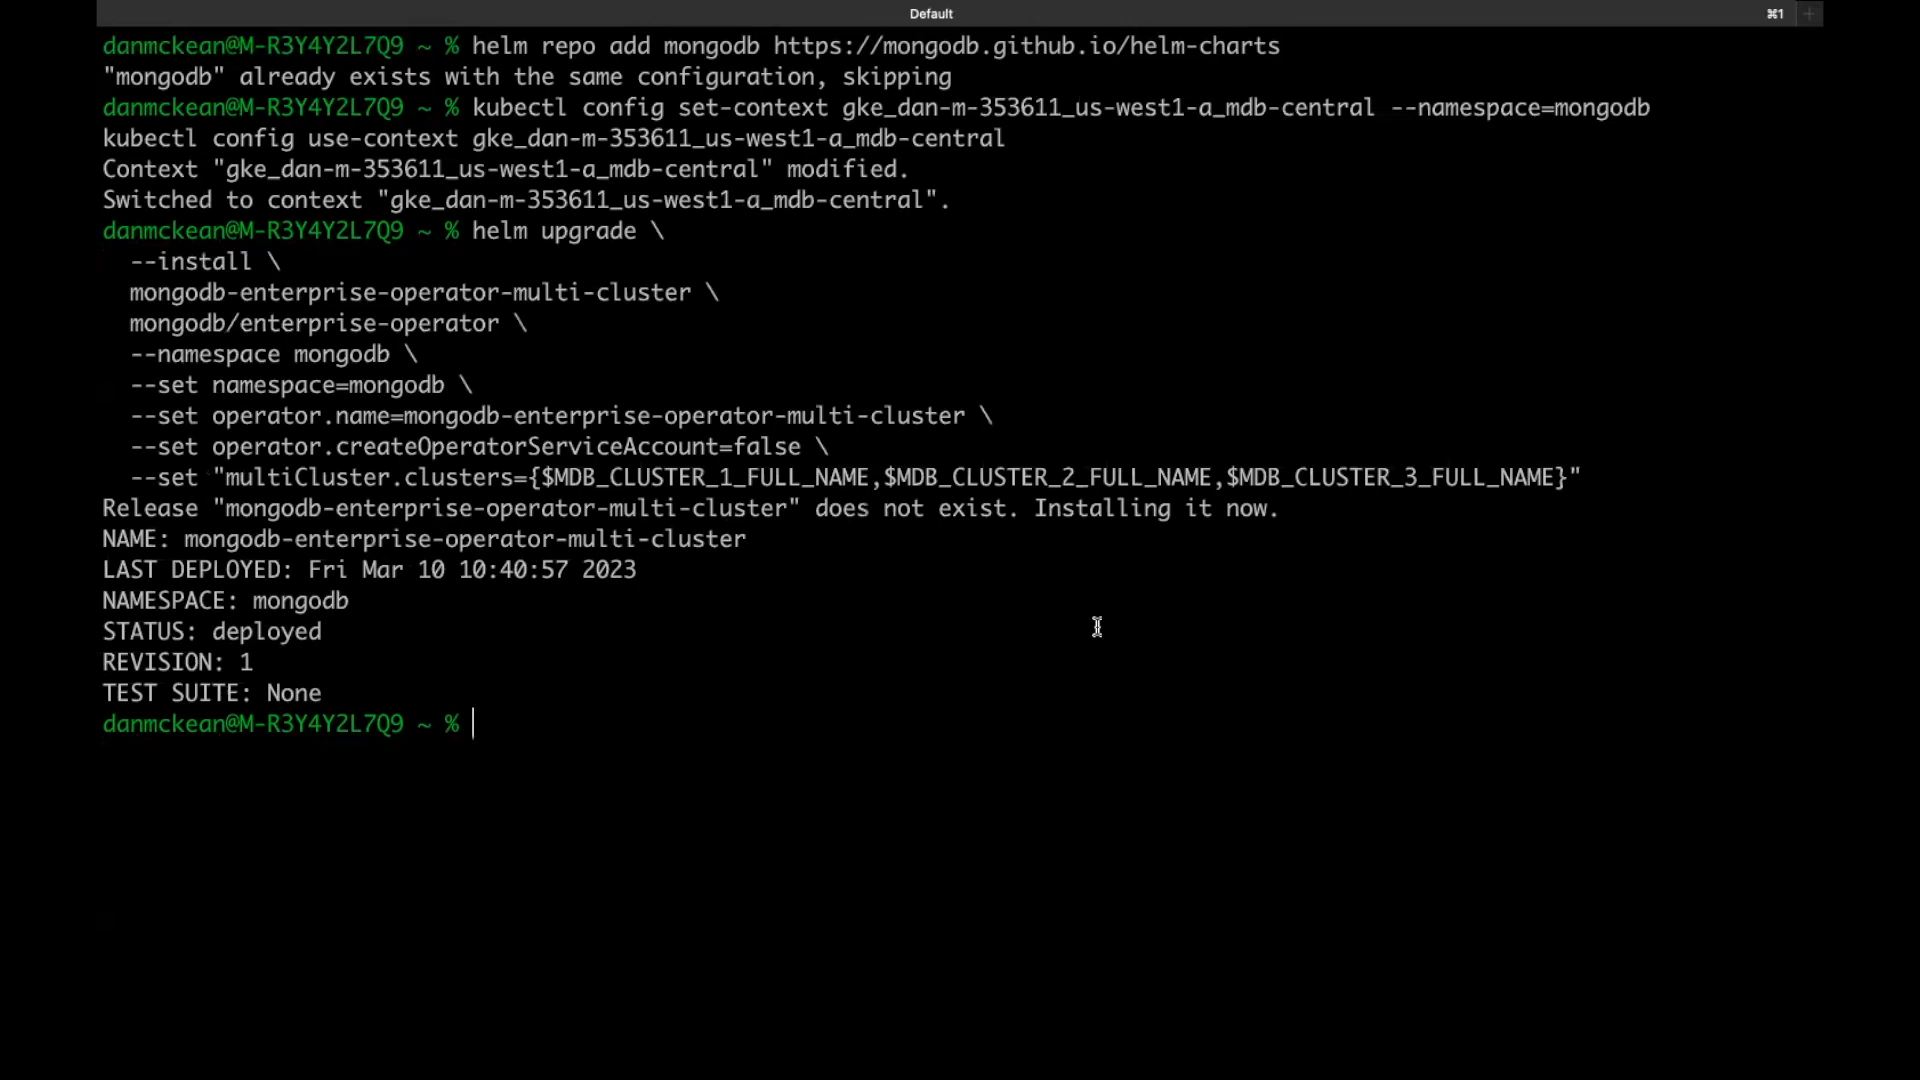 Default
⌘1
danmckean@M-R3Y4Y2L7Q9 ~ % helm repo add mongodb https://mongodb.github.io/helm-charts
"mongodb" already exists with the same configuration, skipping
danmckean@M-R3Y4Y2L7Q9 ~ % kubectl config set-context gke_dan-m-353611_us-west1-a_mdb-central --namespace=mongodb
kubectl config use-context gke_dan-m-353611_us-west1-a_mdb-central
Context "gke_dan-m-353611_us-west1-a_mdb-central" modified.
Switched to context "gke_dan-m-353611_us-west1-a_mdb-central".
danmckean@M-R3Y4Y2L7Q9 ~ % helm upgrade \
  --install \
  mongodb-enterprise-operator-multi-cluster \
  mongodb/enterprise-operator \
  --namespace mongodb \
  --set namespace=mongodb \
  --set operator.name=mongodb-enterprise-operator-multi-cluster \
  --set operator.createOperatorServiceAccount=false \
  --set "multiCluster.clusters={$MDB_CLUSTER_1_FULL_NAME,$MDB_CLUSTER_2_FULL_NAME,$MDB_CLUSTER_3_FULL_NAME}"
Release "mongodb-enterprise-operator-multi-cluster" does not exist. Installing it now.
NAME: mongodb-enterprise-operator-multi-cluster
LAST DEPLOYED: Fri Mar 10 10:40:57 2023
NAMESPACE: mongodb
STATUS: deployed
REVISION: 1
TEST SUITE: None
danmckean@M-R3Y4Y2L7Q9 ~ %